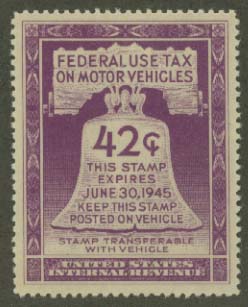 FEDERAL USE TAX
ON MOTOR VEHICLES
42¢
THIS STAMP
EXPIRES
JUNE 30, 1945
KEEP THIS STAMP
POSTED ON VEHICLE
STAMP TRANSFERABLE
WITH VEHICLE
UNITED STATES
INTERNAL REVENUE